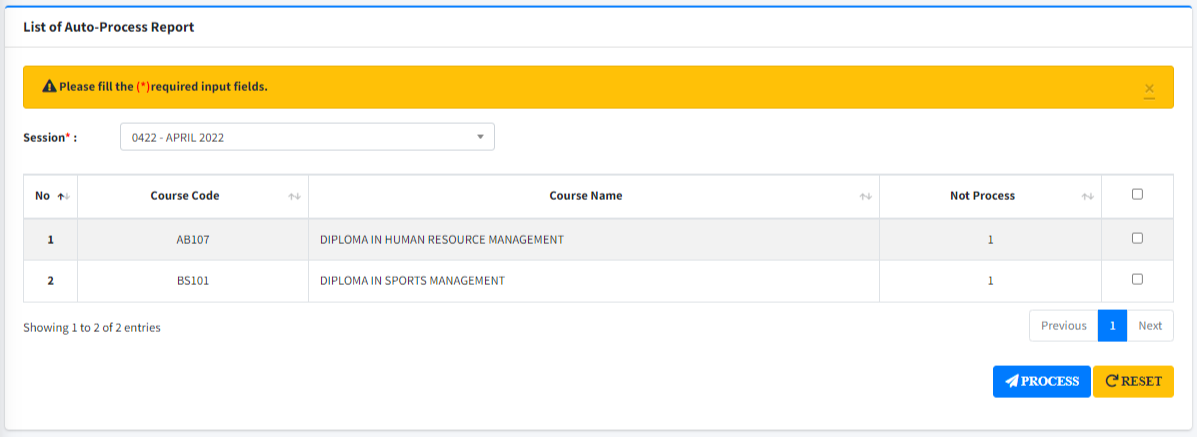 List of Auto-Process Report
Please fill the (*)required input fields.
×
Session* : 0422 - APRIL 2022
No Course Code Course Name Not Process
1 AB107 DIPLOMA IN HUMAN RESOURCE MANAGEMENT 1
2 BS101 DIPLOMA IN SPORTS MANAGEMENT 1
Showing 1 to 2 of 2 entries Previous 1 Next
PROCESS RESET